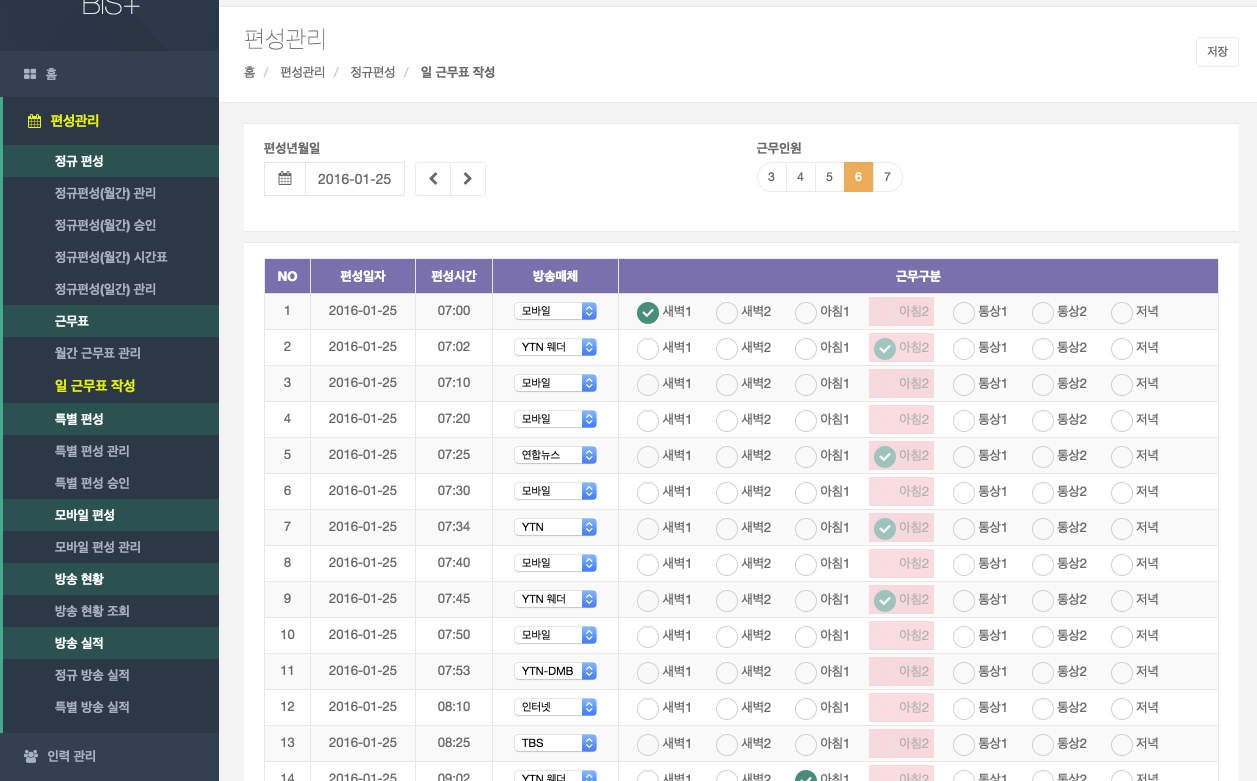 BIS+
홈
편성관리
정규 편성
정규편성(월간) 관리
정규편성(월간) 승인
정규편성(월간) 시간표
정규편성(일간) 관리
근무표
월간 근무표 관리
일 근무표 작성
특별 편성
특별 편성 관리
특별 편성 승인
모바일 편성
모바일 편성 관리
방송 현황
방송 현황 조회
방송 실적
정규 방송 실적
특별 방송 실적
인력 관리
편성관리
홈 / 편성관리 / 정규편성 / 일 근무표 작성
저장
편성년월일
2016-01-25
근무인원
3 4 5 6 7
NO 편성일자 편성시간 방송매체 근무구분
1 2016-01-25 07:00 모바일 새벽1 새벽2 아침1 아침2 통상1 통상2 저녁
2 2016-01-25 07:02 YTN 웨더 새벽1 새벽2 아침1 아침2 통상1 통상2 저녁
3 2016-01-25 07:10 모바일 새벽1 새벽2 아침1 아침2 통상1 통상2 저녁
4 2016-01-25 07:20 모바일 새벽1 새벽2 아침1 아침2 통상1 통상2 저녁
5 2016-01-25 07:25 연합뉴스 새벽1 새벽2 아침1 아침2 통상1 통상2 저녁
6 2016-01-25 07:30 모바일 새벽1 새벽2 아침1 아침2 통상1 통상2 저녁
7 2016-01-25 07:34 YTN 새벽1 새벽2 아침1 아침2 통상1 통상2 저녁
8 2016-01-25 07:40 모바일 새벽1 새벽2 아침1 아침2 통상1 통상2 저녁
9 2016-01-25 07:45 YTN 웨더 새벽1 새벽2 아침1 아침2 통상1 통상2 저녁
10 2016-01-25 07:50 모바일 새벽1 새벽2 아침1 아침2 통상1 통상2 저녁
11 2016-01-25 07:53 YTN-DMB 새벽1 새벽2 아침1 아침2 통상1 통상2 저녁
12 2016-01-25 08:10 인터넷 새벽1 새벽2 아침1 아침2 통상1 통상2 저녁
13 2016-01-25 08:25 TBS 새벽1 새벽2 아침1 아침2 통상1 통상2 저녁
14 2016-01-25 09:02 YTN 웨더 새벽1 새벽2 아침1 아침2 통상1 통상2 저녁